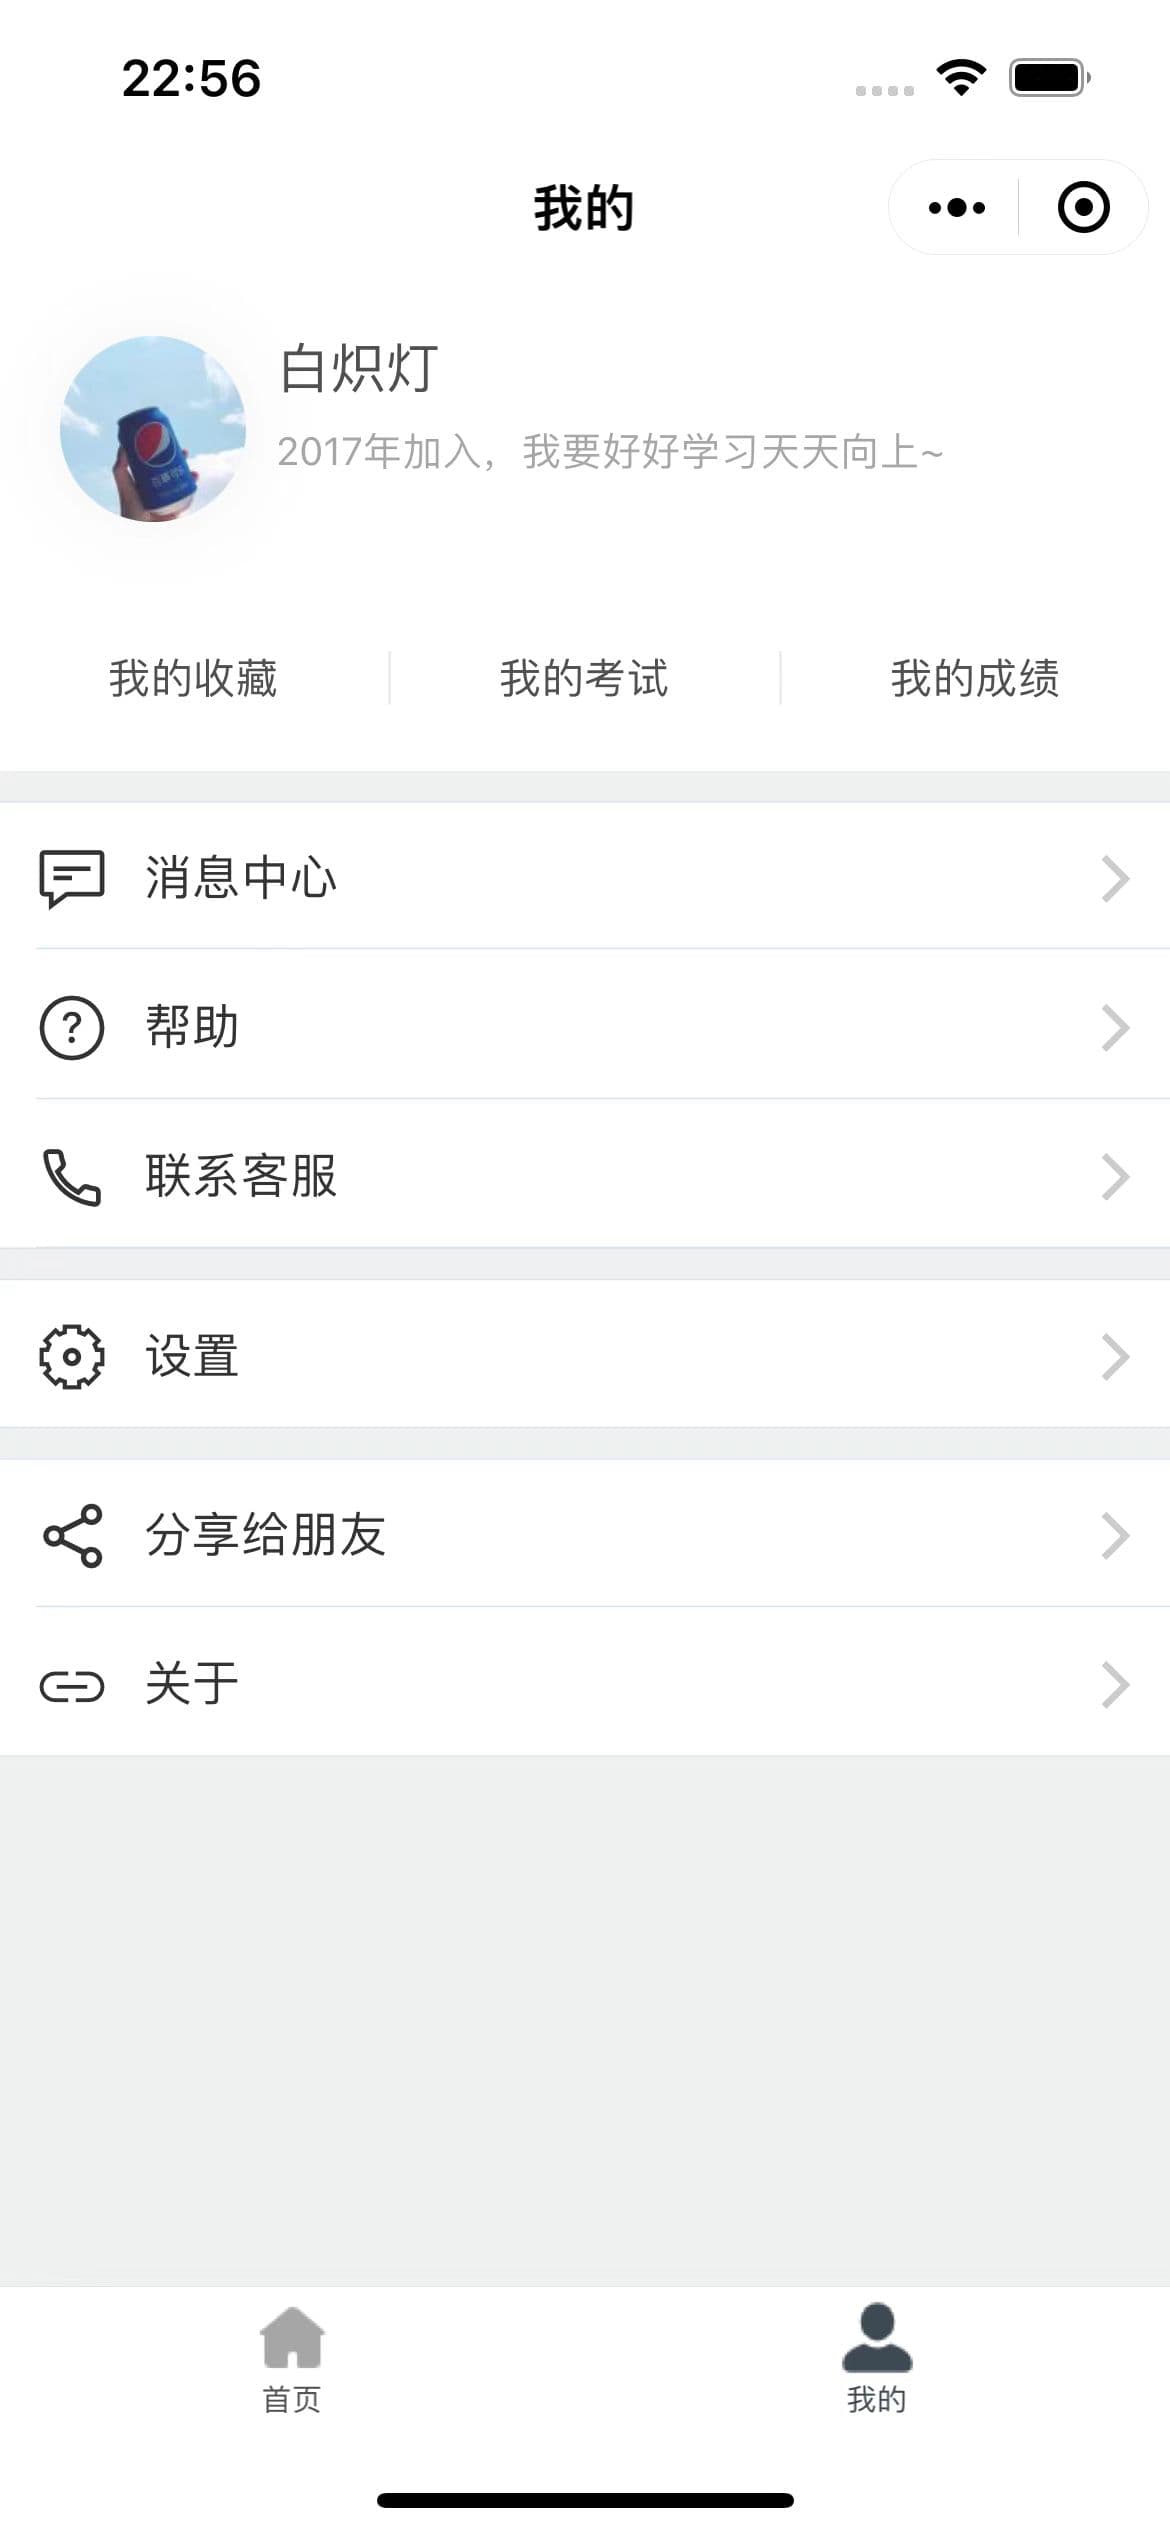 22:56
我的
白炽灯
2017年加入，我要好好学习天天向上~
我的收藏
我的考试
我的成绩
消息中心
帮助
联系客服
设置
分享给朋友
关于
首页
我的